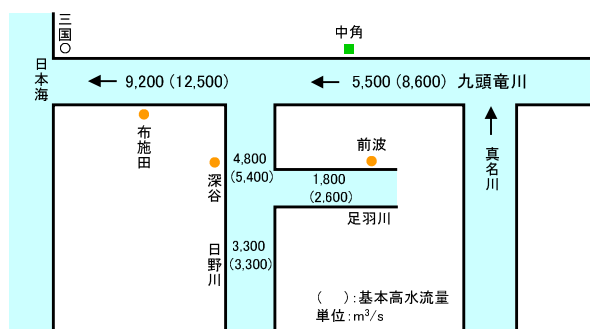 三国
中角
日本海
9,200 (12,500)
5,500 (8,600)
九頭竜川
布施田
深谷
4,800
(5,400)
前波
1,800
(2,600)
足羽川
真名川
日野川
3,300
(3,300)
(　):基本高水流量
単位:m³/s